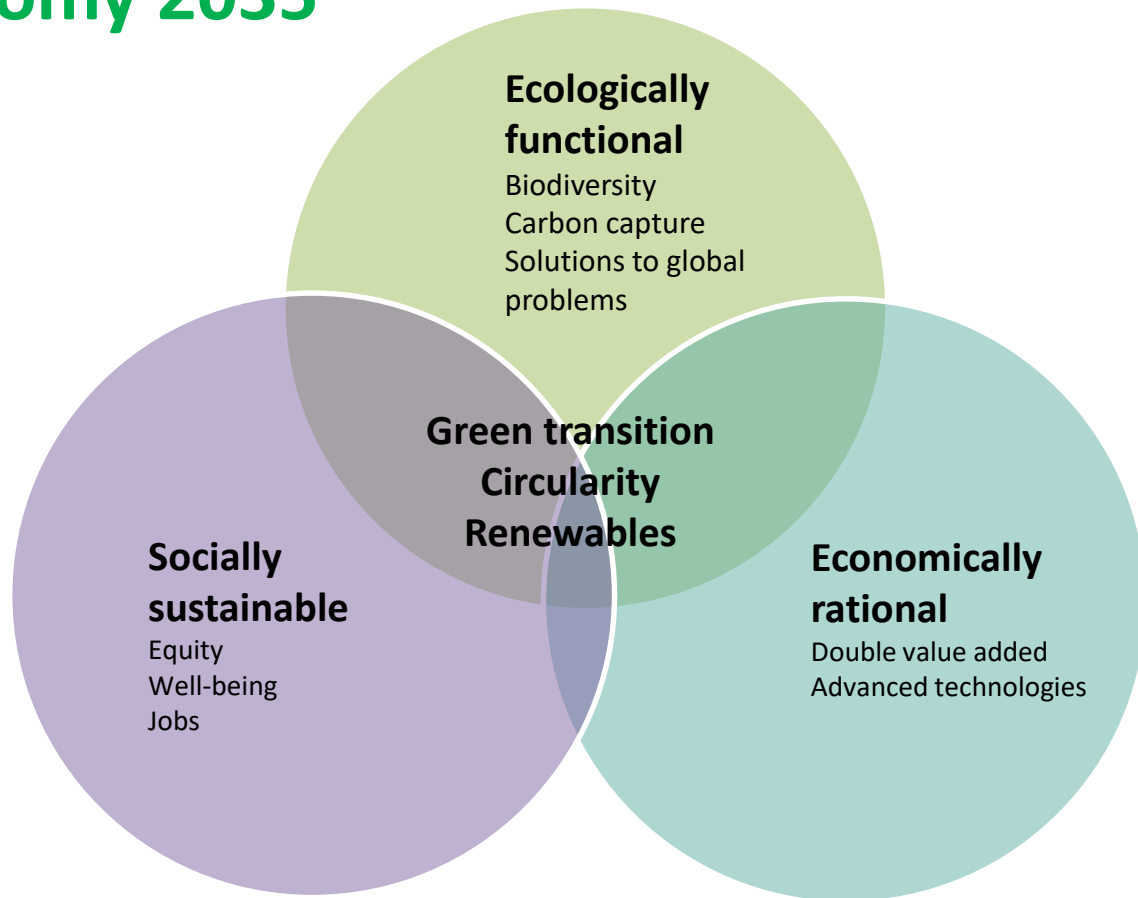 2035
Ecologically
functional
Biodiversity
Carbon capture
Solutions to global
problems
Green transition
Circularity
Renewables
Socially
sustainable
Equity
Well-being
Jobs
Economically
rational
Double value added
Advanced technologies